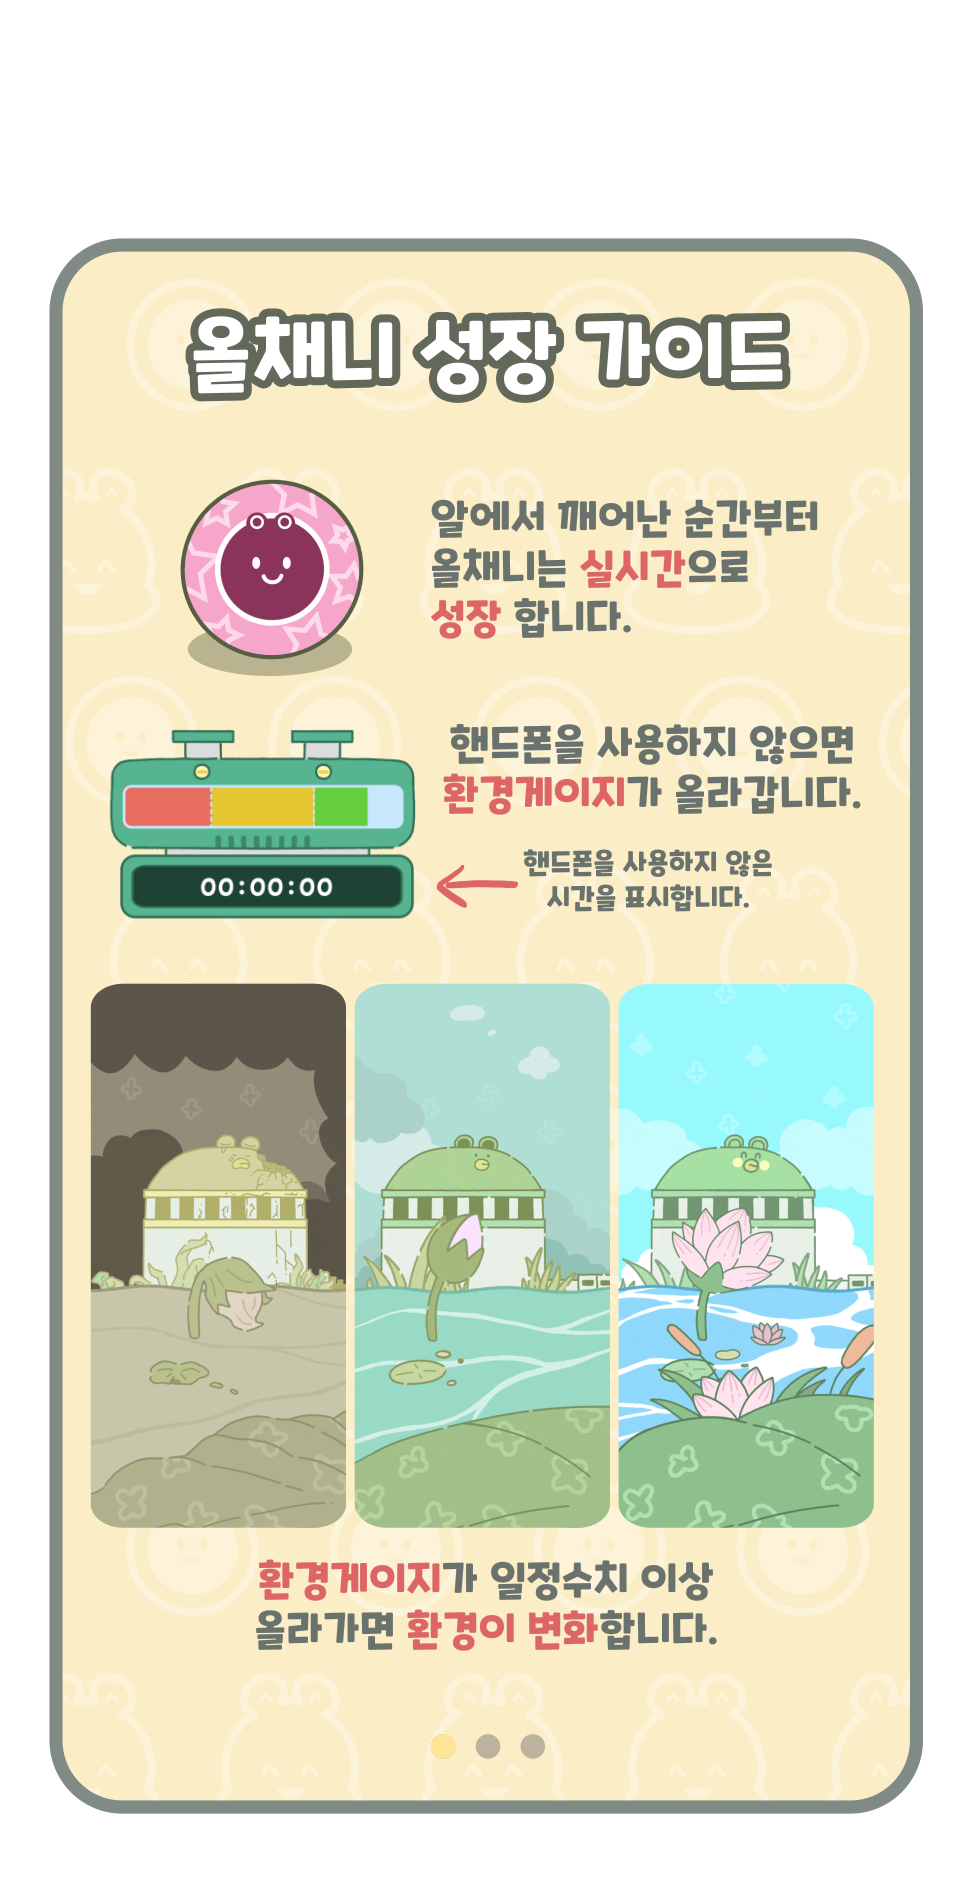 올채니 성장 가이드
알에서 깨어난 순간부터
올채니는 실시간으로
성장 합니다.
핸드폰을 사용하지 않으면
환경게이지가 올라갑니다.
핸드폰을 사용하지 않은
시간을 표시합니다.
00:00:00
환경게이지가 일정수치 이상
올라가면 환경이 변화합니다.